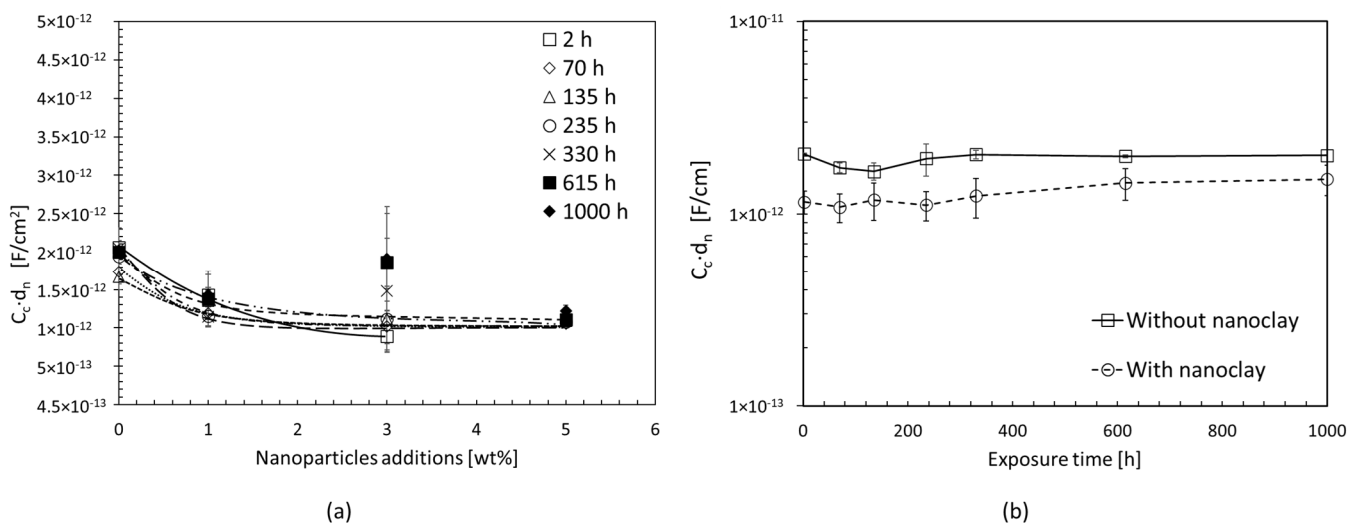 5×10⁻¹²
4.5×10⁻¹²
4×10⁻¹²
3.5×10⁻¹²
3×10⁻¹²
2.5×10⁻¹²
2×10⁻¹²
1.5×10⁻¹²
1×10⁻¹²
5×10⁻¹³
4.5×10⁻¹³
C_c·d_n [F/cm²]
2 h
70 h
135 h
235 h
330 h
615 h
1000 h
0 1 2 3 4 5 6
Nanoparticles additions [wt%]
(a)
1×10⁻¹¹
1×10⁻¹²
1×10⁻¹³
C_c·d_n [F/cm]
Without nanoclay
With nanoclay
0 200 400 600 800 1000
Exposure time [h]
(b)